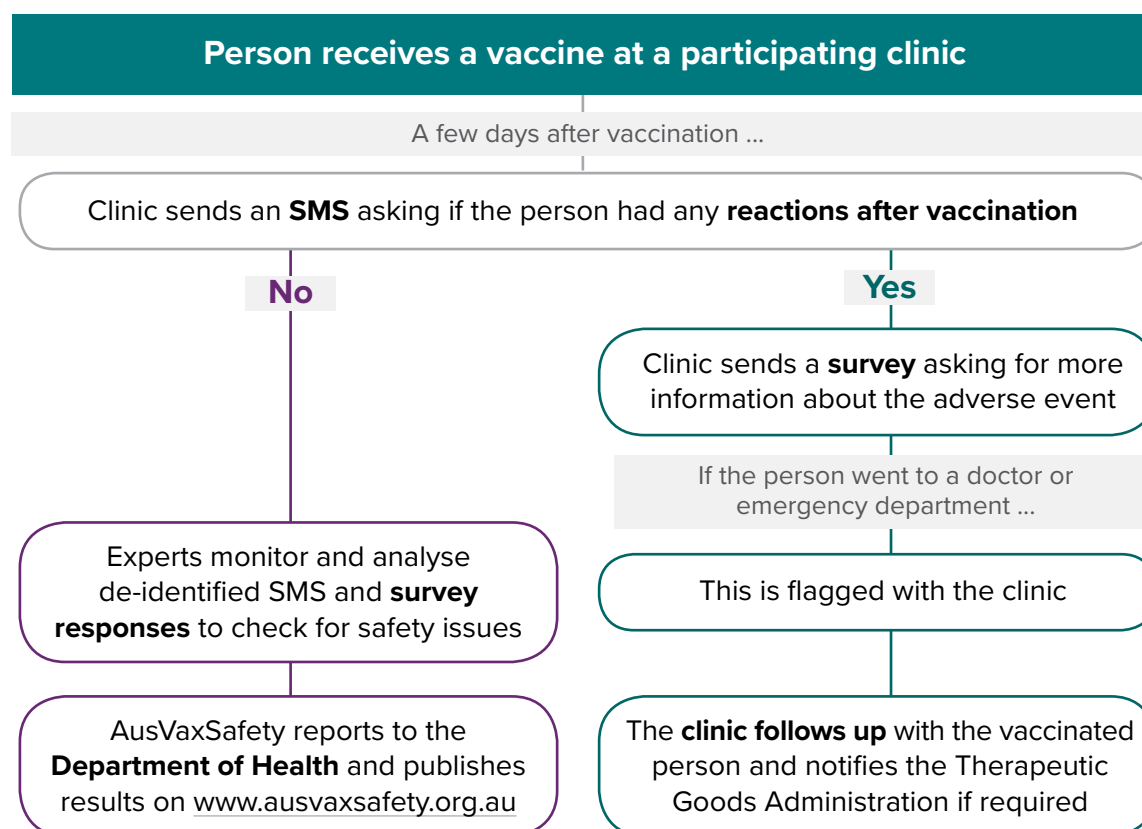 Person receives a vaccine at a participating clinic
A few days after vaccination ...
Clinic sends an SMS asking if the person had any reactions after vaccination
No
Yes
Clinic sends a survey asking for more
information about the adverse event
If the person went to a doctor or
emergency department ...
Experts monitor and analyse
de-identified SMS and survey
responses to check for safety issues
This is flagged with the clinic
AusVaxSafety reports to the
Department of Health and publishes
results on www.ausvaxsafety.org.au
The clinic follows up with the vaccinated
person and notifies the Therapeutic
Goods Administration if required